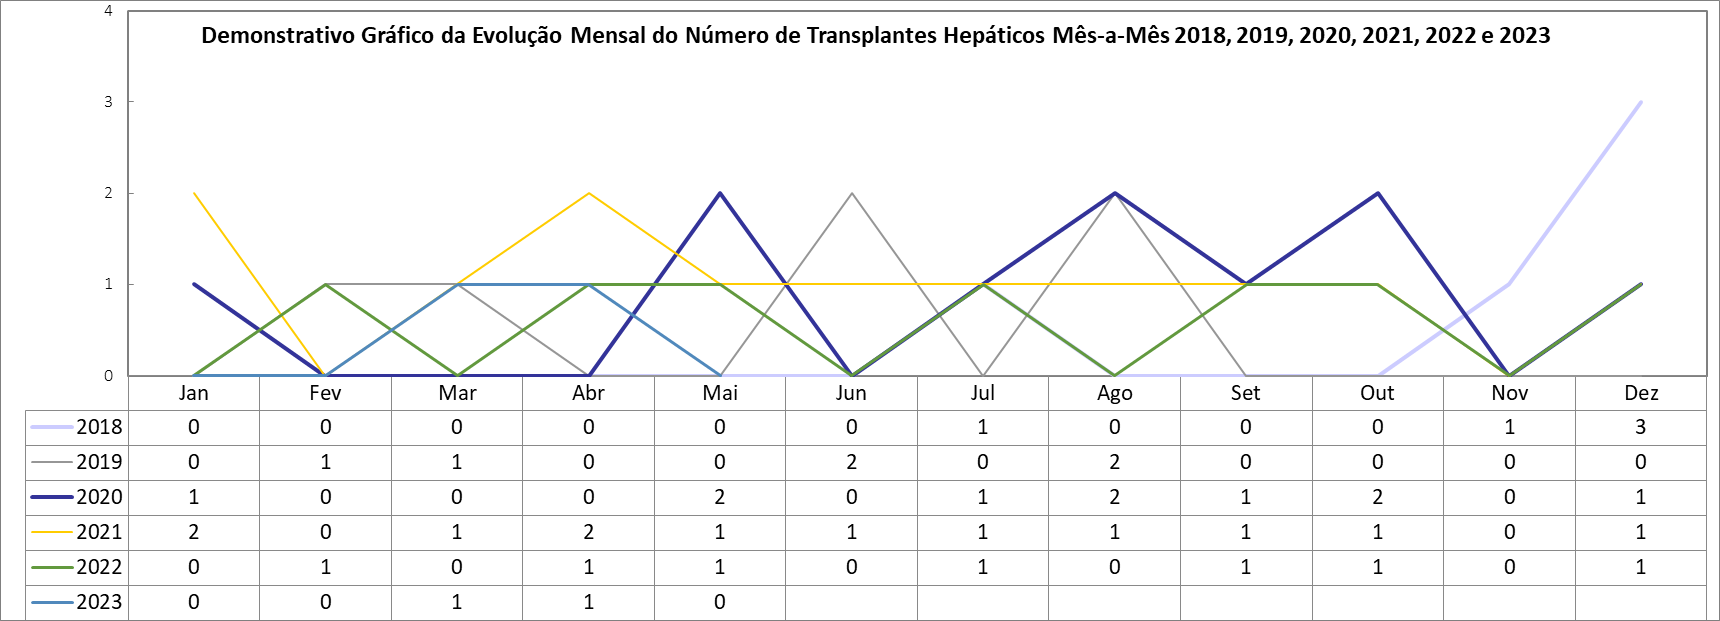 Demonstrativo Gráfico da Evolução Mensal do Número de Transplantes Hepáticos Mês-a-Mês 2018, 2019, 2020, 2021, 2022 e 2023
4
3
2
1
0
Jan Fev Mar Abr Mai Jun Jul Ago Set Out Nov Dez
2018 0 0 0 0 0 0 1 0 0 0 1 3
2019 0 1 1 0 0 2 0 2 0 0 0 0
2020 1 0 0 0 2 0 1 2 1 2 0 1
2021 2 0 1 2 1 1 1 1 1 1 0 1
2022 0 1 0 1 1 0 1 0 1 1 0 1
2023 0 0 1 1 0